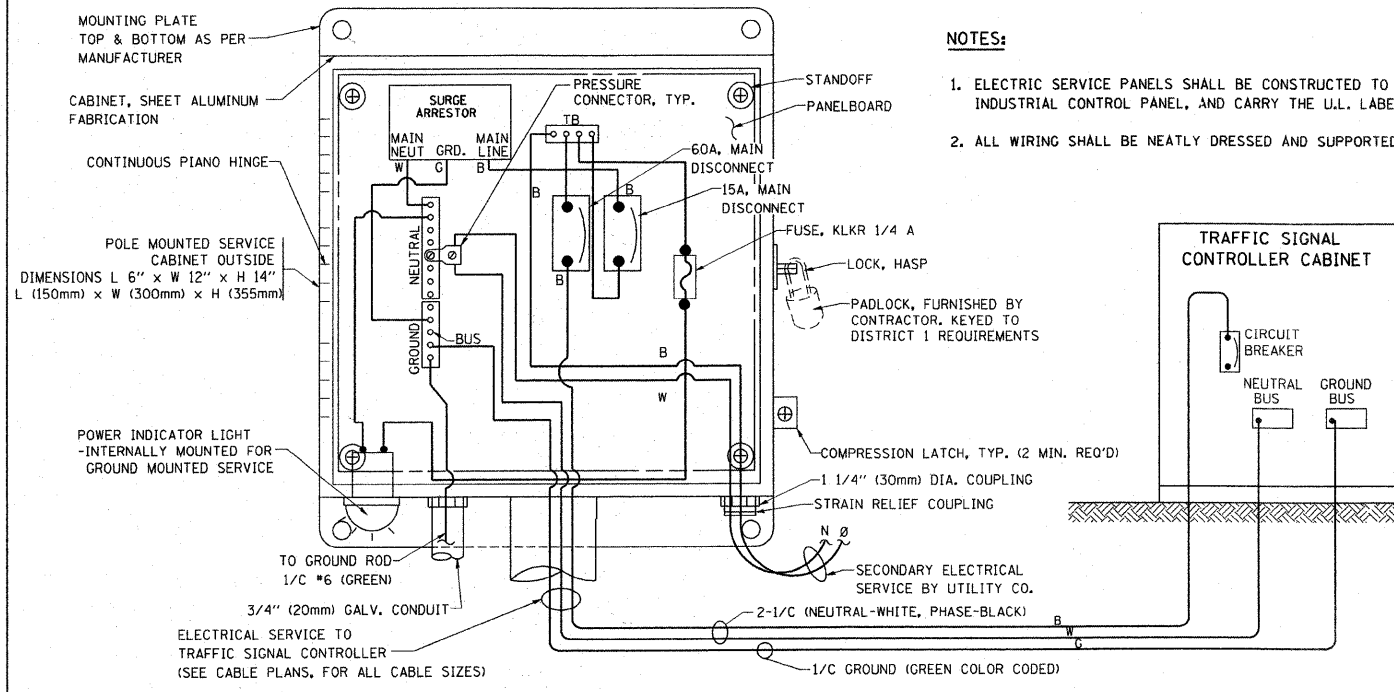 MOUNTING PLATE
TOP & BOTTOM AS PER
MANUFACTURER
CABINET, SHEET ALUMINUM
FABRICATION
CONTINUOUS PIANO HINGE
POLE MOUNTED SERVICE
CABINET OUTSIDE
DIMENSIONS L 6" x W 12" x H 14"
L (150mm) x W (300mm) x H (355mm)
POWER INDICATOR LIGHT
-INTERNALLY MOUNTED FOR
GROUND MOUNTED SERVICE
SURGE
ARRESTOR
MAIN
NEUT
GRD.
MAIN
LINE
W
G
B
PRESSURE
CONNECTOR, TYP.
TB
60A, MAIN
DISCONNECT
15A, MAIN
DISCONNECT
B
B
B
NEUTRAL
GROUND
BUS
B
W
STANDOFF
PANELBOARD
FUSE, KLKR 1/4 A
LOCK, HASP
PADLOCK, FURNISHED BY
CONTRACTOR. KEYED TO
DISTRICT 1 REQUIREMENTS
COMPRESSION LATCH, TYP. (2 MIN. REQ'D)
1 1/4" (30mm) DIA. COUPLING
STRAIN RELIEF COUPLING
N Ø
SECONDARY ELECTRICAL
SERVICE BY UTILITY CO.
TO GROUND ROD
1/C #6 (GREEN)
3/4" (20mm) GALV. CONDUIT
ELECTRICAL SERVICE TO
TRAFFIC SIGNAL CONTROLLER
(SEE CABLE PLANS, FOR ALL CABLE SIZES)
2-1/C (NEUTRAL-WHITE, PHASE-BLACK)
1/C GROUND (GREEN COLOR CODED)
B
W
G
NOTES:
1. ELECTRIC SERVICE PANELS SHALL BE CONSTRUCTED TO
INDUSTRIAL CONTROL PANEL, AND CARRY THE U.L. LABE
2. ALL WIRING SHALL BE NEATLY DRESSED AND SUPPORTED
TRAFFIC SIGNAL
CONTROLLER CABINET
CIRCUIT
BREAKER
NEUTRAL
BUS
GROUND
BUS